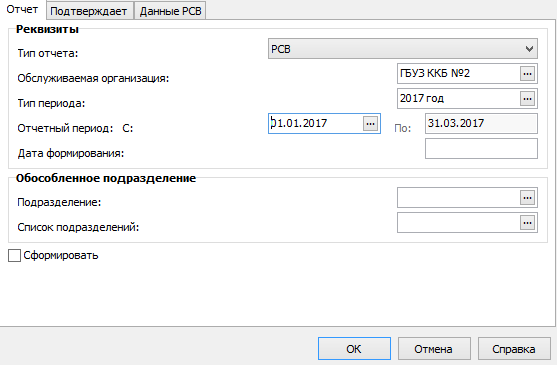 Отчет Подтверждает Данные РСВ
Реквизиты
Тип отчета: РСВ
Обслуживаемая организация: ГБУЗ ККБ №2 ...
Тип периода: 2017 год ...
Отчетный период: С: 01.01.2017 ... По: 31.03.2017
Дата формирования:
Обособленное подразделение
Подразделение: ...
Список подразделений: ...
Сформировать
ОК Отмена Справка